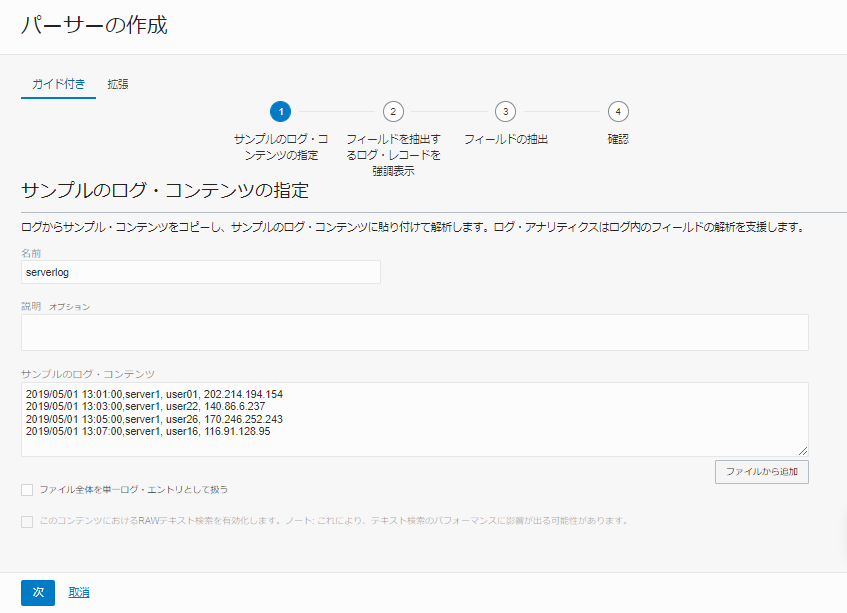 パーサーの作成
ガイド付き 拡張
1 2 3 4
サンプルのログ・コ
ンテンツの指定
フィールドを抽出す
るログ・レコードを
強調表示
フィールドの抽出
確認
サンプルのログ・コンテンツの指定
ログからサンプル・コンテンツをコピーし、サンプルのログ・コンテンツに貼り付けて解析します。ログ・アナリティクスはログ内のフィールドの解析を支援します。
名前
serverlog
説明 オプション
サンプルのログ・コンテンツ
2019/05/01 13:01:00,server1, user01, 202.214.194.154
2019/05/01 13:03:00,server1, user22, 140.86.6.237
2019/05/01 13:05:00,server1, user26, 170.246.252.243
2019/05/01 13:07:00,server1, user16, 116.91.128.95
ファイルから追加
ファイル全体を単一ログ・エントリとして扱う
このコンテンツにおけるRAWテキスト検索を有効化します。ノート: これにより、テキスト検索のパフォーマンスに影響が出る可能性があります。
次 取消